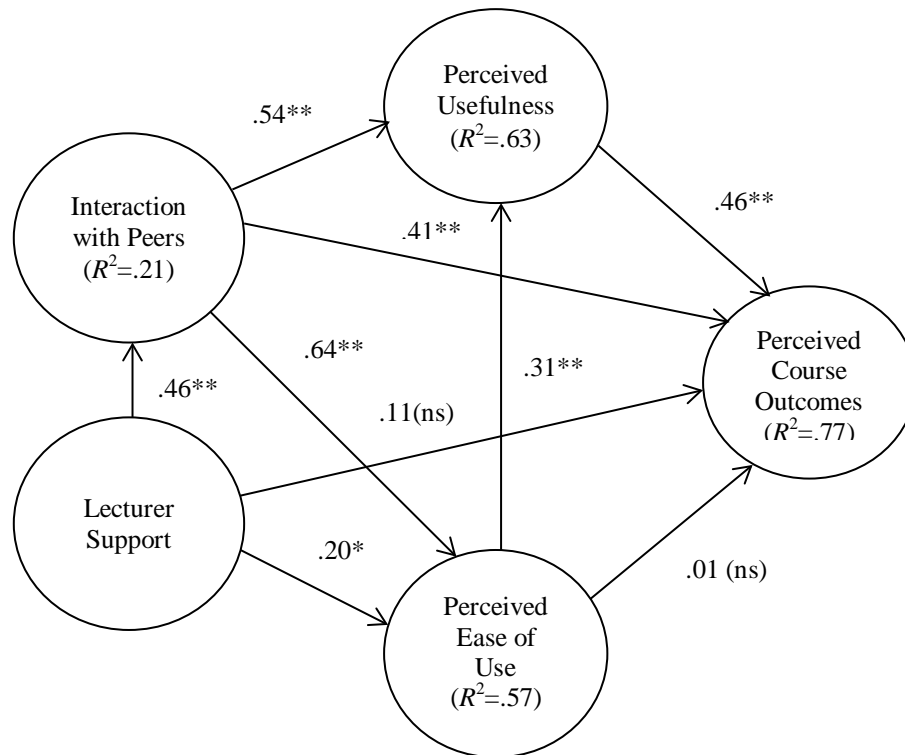 Perceived
Usefulness
(R²=.63)
.54**
Interaction
with Peers
(R²=.21)
.41**
.46**
.64**
.31**
Perceived
Course
Outcomes
(R²=.77)
.46**
.11(ns)
Lecturer
Support
.20*
.01 (ns)
Perceived
Ease of
Use
(R²=.57)